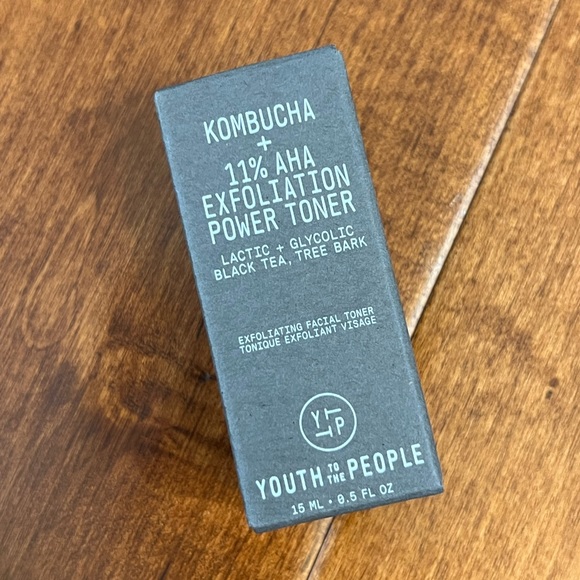 KOMBUCHA
+
11% AHA
EXFOLIATION
POWER TONER
LACTIC + GLYCOLIC
BLACK TEA, TREE BARK
EXFOLIATING FACIAL TONER
TONIQUE EXFOLIANT VISAGE
Y T T P
YOUTH TO THE PEOPLE
15 ML • 0.5 FL OZ